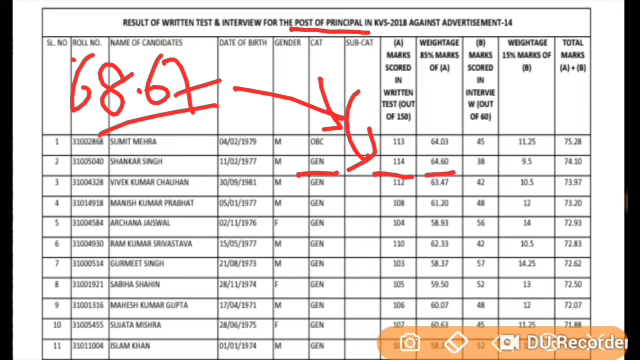 RESULT OF WRITTEN TEST & INTERVIEW FOR THE POST OF PRINCIPAL IN KVS-2018 AGAINST ADVERTISEMENT-14
SL. NO ROLL NO. NAME OF CANDIDATES DATE OF BIRTH GENDER CAT SUB-CAT (A) MARKS SCORED IN WRITTEN TEST (OUT OF 150) WEIGHTAGE 85% MARKS OF (A) (B) MARKS SCORED IN INTERVIE W (OUT OF 60) WEIGHTAGE 15% MARKS OF (B) TOTAL MARKS (A) + (B)
68.67
1 31002868 SUMIT MEHRA 04/02/1979 M OBC 113 64.03 45 11.25 75.28
2 31005040 SHANKAR SINGH 11/02/1977 M GEN 114 64.60 38 9.5 74.10
3 31004328 VIVEK KUMAR CHAUHAN 30/09/1981 M GEN 112 63.47 42 10.5 73.97
4 31014918 MANISH KUMAR PRABHAT 05/01/1977 M GEN 108 61.20 48 12 73.20
5 31004584 ARCHANA JAISWAL 02/11/1976 F GEN 104 58.93 56 14 72.93
6 31004930 RAM KUMAR SRIVASTAVA 15/05/1977 M GEN 110 62.33 42 10.5 72.83
7 31000514 GURMEET SINGH 21/08/1973 M GEN 103 58.37 57 14.25 72.62
8 31001921 SABIHA SHAHIN 28/11/1974 F GEN 105 59.50 52 13 72.50
9 31001316 MAHESH KUMAR GUPTA 17/04/1971 M GEN 106 60.07 48 12 72.07
10 31005455 SUJATA MISHRA 28/06/1975 F GEN 107 60.63 45 11.25 71.88
11 31011004 ISLAM KHAN 01/01/1974 M GEN 52
DU Recorder